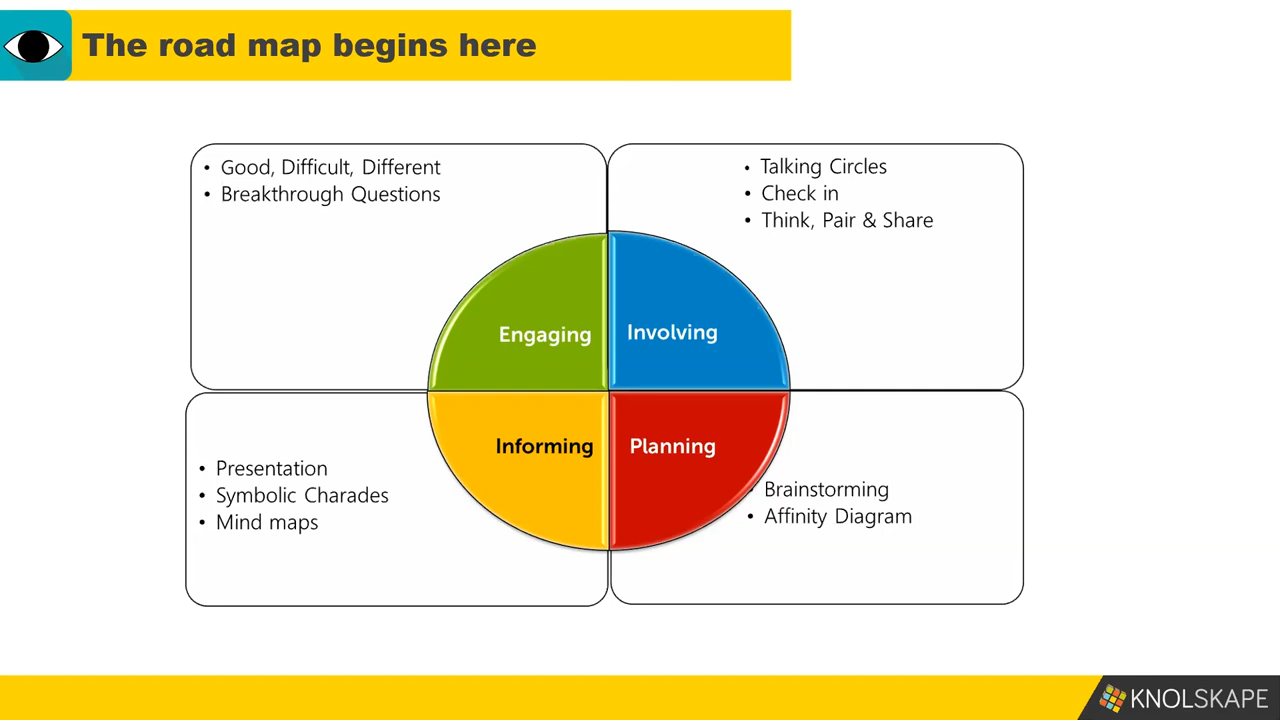 The road map begins here
• Good, Difficult, Different
• Breakthrough Questions
• Talking Circles
• Check in
• Think, Pair & Share
Engaging
Involving
Informing
Planning
• Presentation
• Symbolic Charades
• Mind maps
• Brainstorming
• Affinity Diagram
KNOLSKAPE